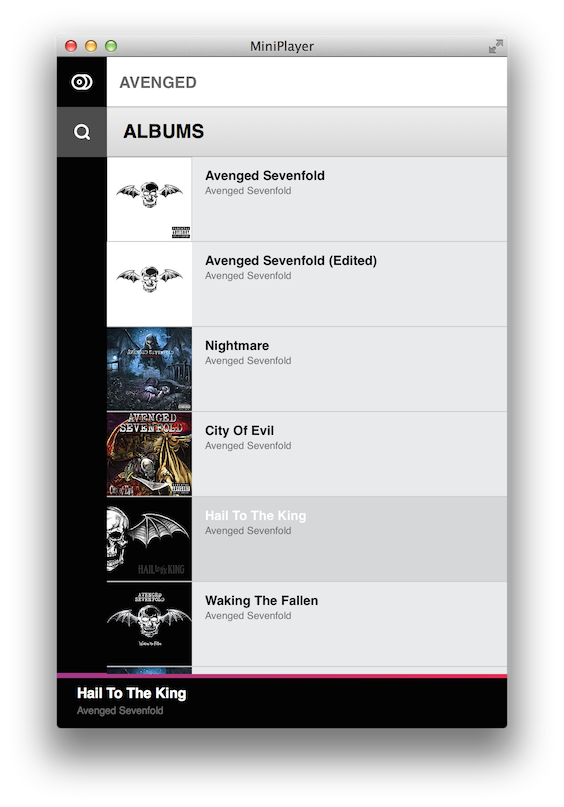 MiniPlayer
AVENGED
ALBUMS
Avenged Sevenfold
Avenged Sevenfold
Avenged Sevenfold (Edited)
Avenged Sevenfold
Nightmare
Avenged Sevenfold
AVENGED
SEVENFOLD
City of Evil
City Of Evil
Avenged Sevenfold
HAIL to the KING
Hail To The King
Avenged Sevenfold
AVENGED
SEVENFOLD
Waking the Fallen
Waking The Fallen
Avenged Sevenfold
Hail To The King
Avenged Sevenfold